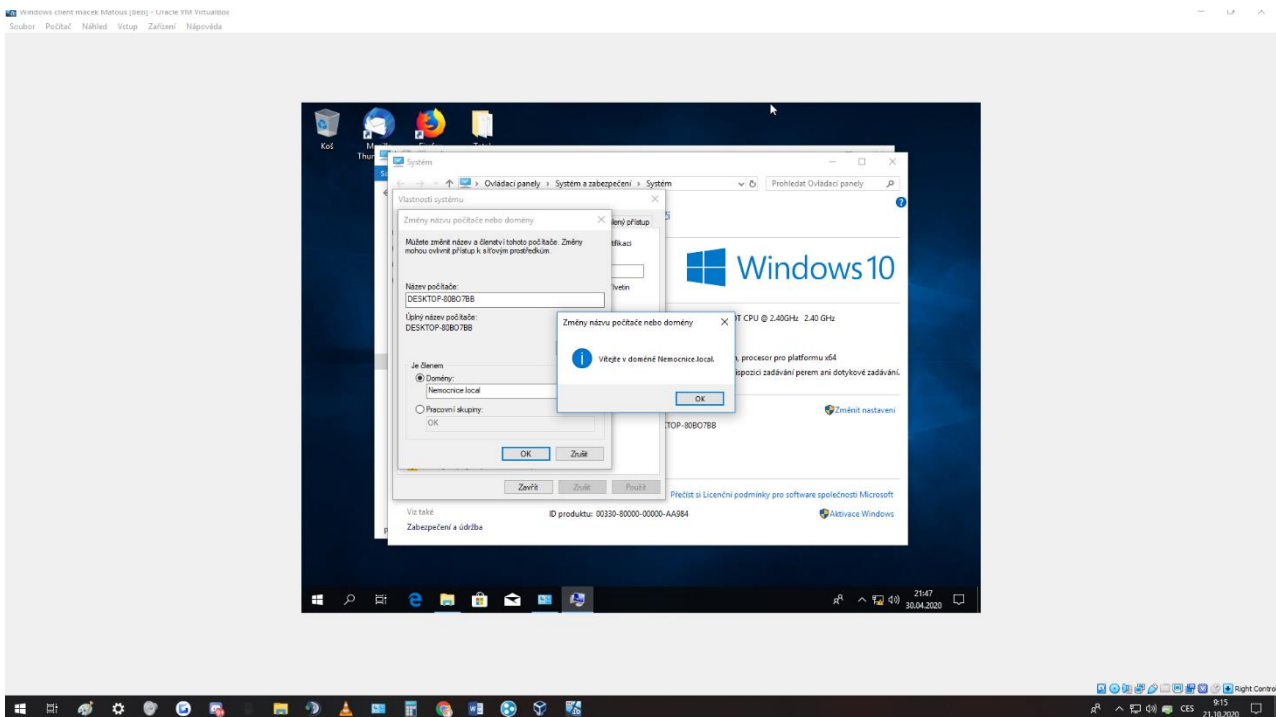 Windows client macek Matous [Běží] - Oracle VM VirtualBox
Soubor Počítač Náhled Vstup Zařízení Nápověda
Koš
Thu
Systém
Ovládací panely › Systém a zabezpečení › Systém
Prohledat Ovládací panely
Vlastnosti systému
Změny názvu počítače nebo domény
lený přístup
Můžete změnit název a členství tohoto počítače. Změny
mohou ovlivnit přístup k síťovým prostředkům.
tifikaci
Windows 10
Název počítače:
DESKTOP-80BO7BB
Úplný název počítače:
DESKTOP-80BO7BB
Změny názvu počítače nebo domény
CPU @ 2.40GHz 2.40 GHz
Vítejte v doméně Nemocnice.local.
, procesor pro platformu x64
ispozici zadávání perem ani dotykové zadávání.
Je členem
Domény:
Nemocnice.local
OK
Pracovní skupiny:
OK
Změnit nastavení
TOP-80BO7BB
OK Zrušit
Zavřít Zrušit Použít
Přečíst si Licenční podmínky pro software společnosti Microsoft
Viz také
ID produktu: 00330-80000-00000-AA984
Aktivace Windows
Zabezpečení a údržba
21:47
30.04.2020
Right Contro
CES
9:15
21.10.2020